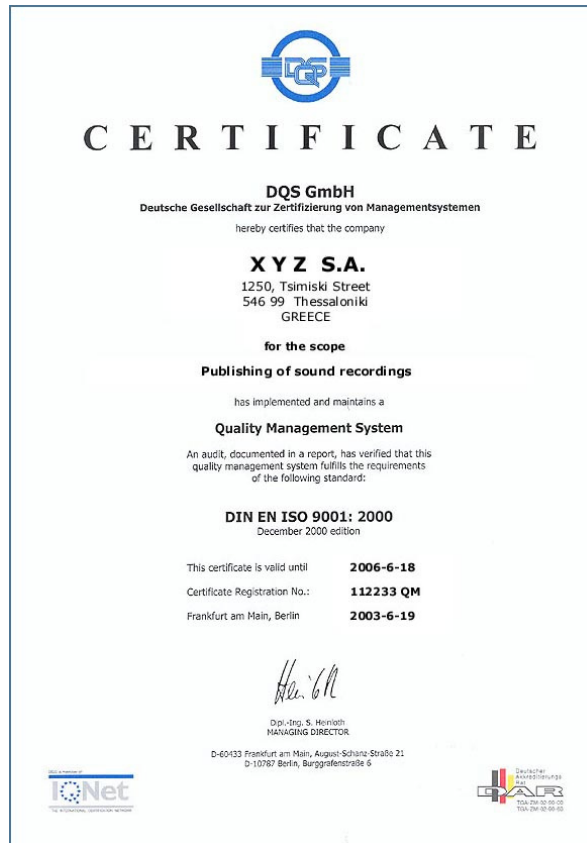 DQS
CERTIFICATE
DQS GmbH
Deutsche Gesellschaft zur Zertifizierung von Managementsystemen
hereby certifies that the company
X Y Z S.A.
1250, Tsimiski Street
546 99 Thessaloniki
GREECE
for the scope
Publishing of sound recordings
has implemented and maintains a
Quality Management System
An audit, documented in a report, has verified that this
quality management system fulfills the requirements
of the following standard:
DIN EN ISO 9001: 2000
December 2000 edition
This certificate is valid until 2006-6-18
Certificate Registration No.: 112233 QM
Frankfurt am Main, Berlin 2003-6-19
Dipl.-Ing. S. Heinloth
MANAGING DIRECTOR
D-60433 Frankfurt am Main, August-Schanz-Straße 21
D-10787 Berlin, Burggrafenstraße 6
IQNet
THE INTERNATIONAL CERTIFICATION NETWORK
Deutscher
Akkreditierungs
Rat
DAR